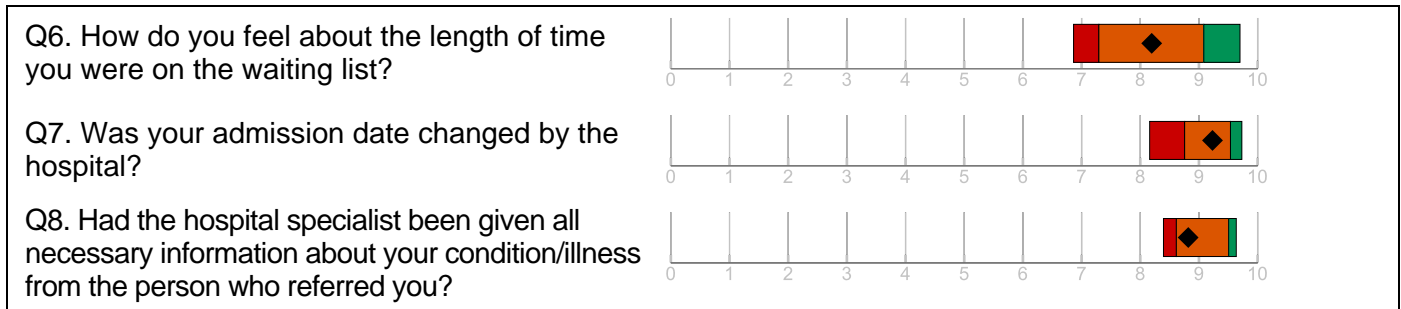 Q6. How do you feel about the length of time
you were on the waiting list?
0 1 2 3 4 5 6 7 8 9 10
Q7. Was your admission date changed by the
hospital?
0 1 2 3 4 5 6 7 8 9 10
Q8. Had the hospital specialist been given all
necessary information about your condition/illness
from the person who referred you?
0 1 2 3 4 5 6 7 8 9 10